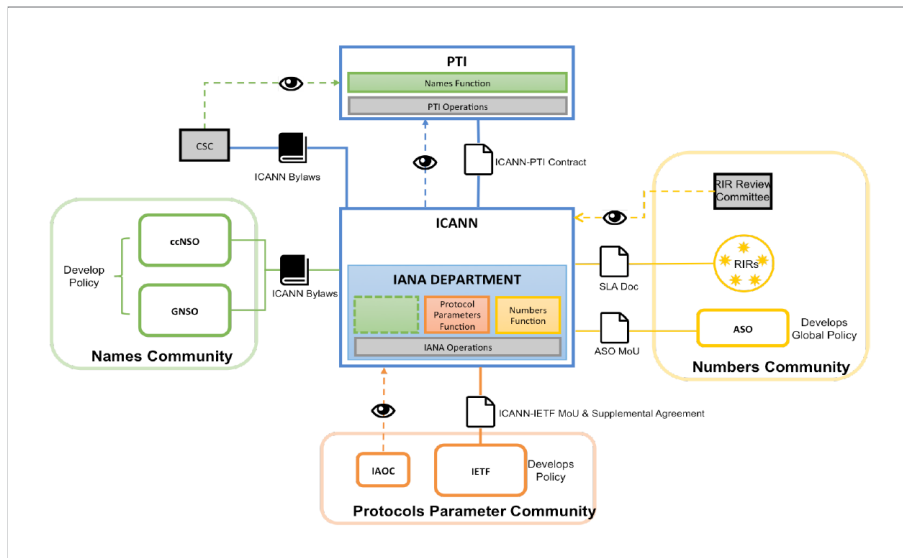 PTI
Names Function
PTI Operations
CSC
ICANN Bylaws
ICANN-PTI Contract
RIR Review
Committee
ICANN
ccNSO
Develop
Policy
GNSO
ICANN Bylaws
Names Community
IANA DEPARTMENT
Protocol
Parameters
Function
Numbers
Function
IANA Operations
SLA Doc
RIRs
ASO MoU
ASO
Develops
Global Policy
Numbers Community
ICANN-IETF MoU & Supplemental Agreement
IAOC
IETF
Develops
Policy
Protocols Parameter Community